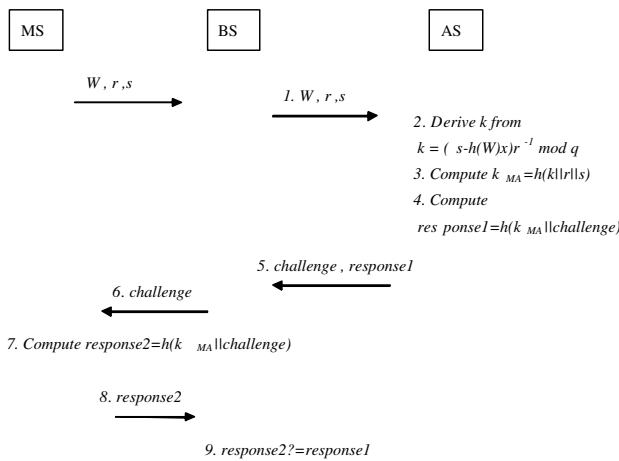 MS
BS
AS
W , r ,s
1. W, r, s
2. Derive k from
k = ( s-h(W)x)r -1 mod q
3. Compute k MA =h(k||r||s)
4. Compute
res ponse1=h(k MA ||challenge)
5. challenge , response1
6. challenge
7. Compute response2=h(k MA ||challenge)
8. response2
9. response2?=response1